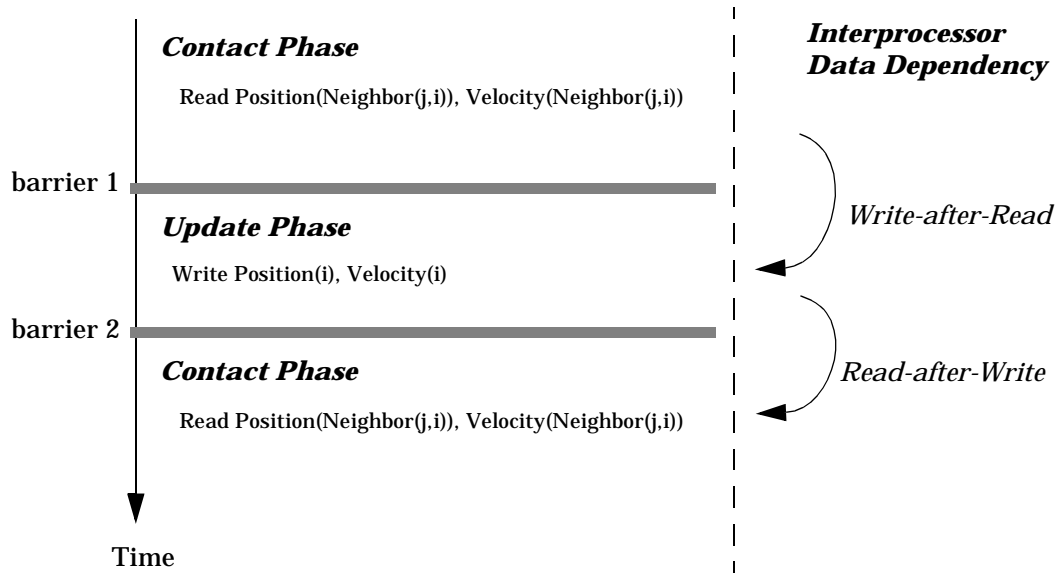 Contact Phase
Interprocessor
Data Dependency
Read Position(Neighbor(j,i)), Velocity(Neighbor(j,i))
barrier 1
Update Phase
Write-after-Read
Write Position(i), Velocity(i)
barrier 2
Contact Phase
Read-after-Write
Read Position(Neighbor(j,i)), Velocity(Neighbor(j,i))
Time